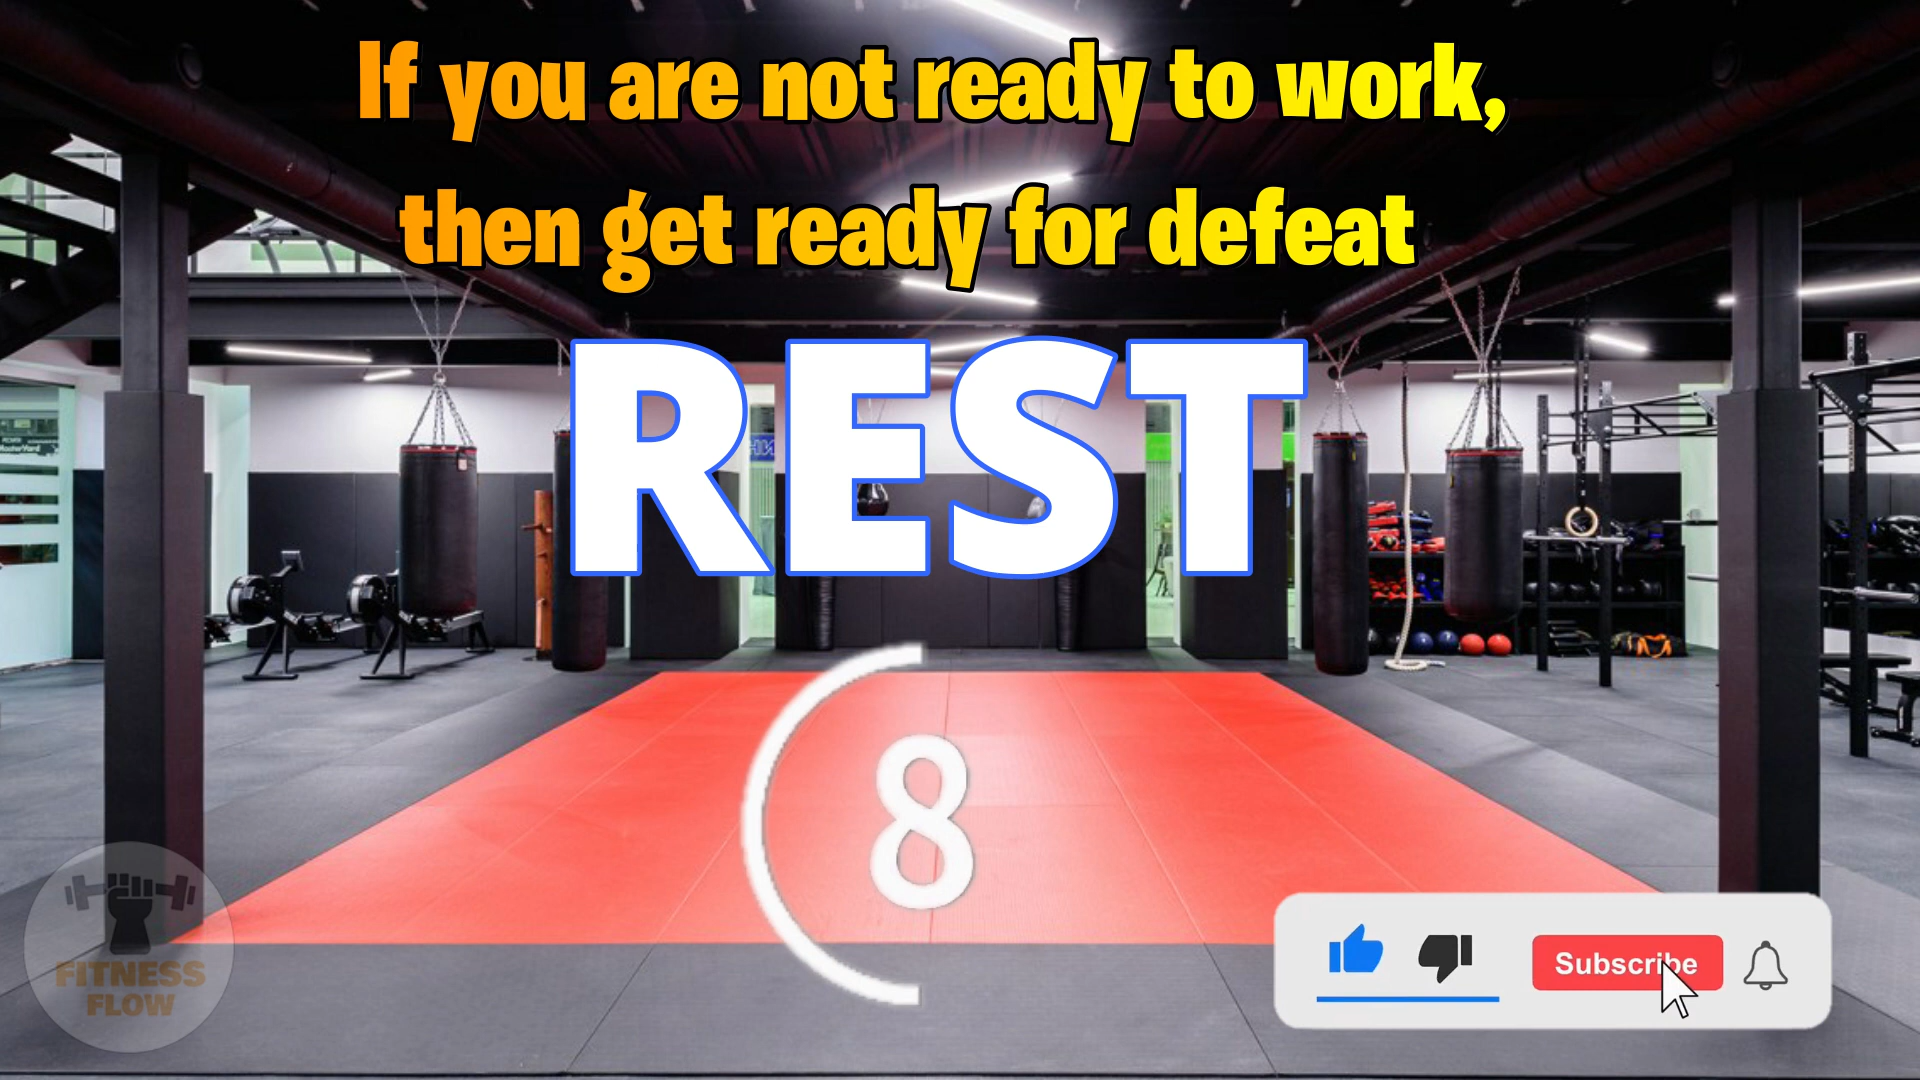 If you are not ready to work,
then get ready for defeat
REST
8
Subscribe
FITNESS
FLOW